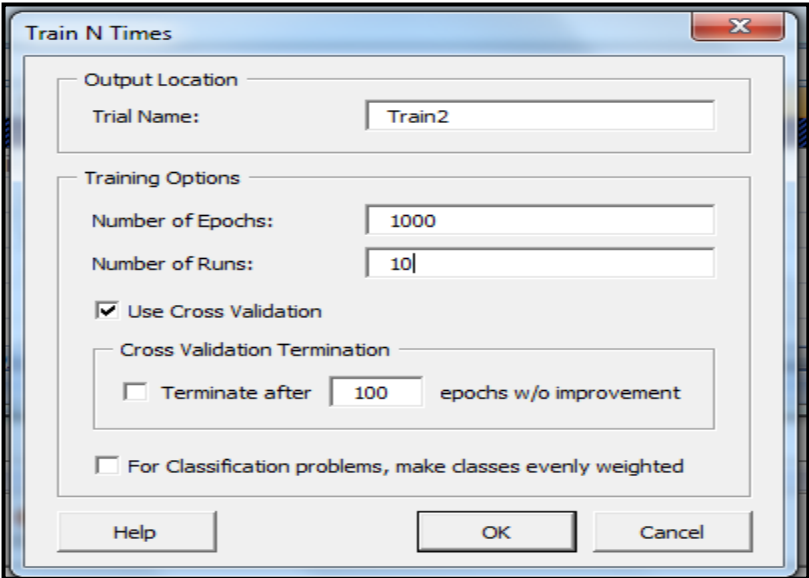 Train N Times
Output Location
Trial Name: Train2
Training Options
Number of Epochs: 1000
Number of Runs: 10
Use Cross Validation
Cross Validation Termination
Terminate after 100 epochs w/o improvement
For Classification problems, make classes evenly weighted
Help OK Cancel